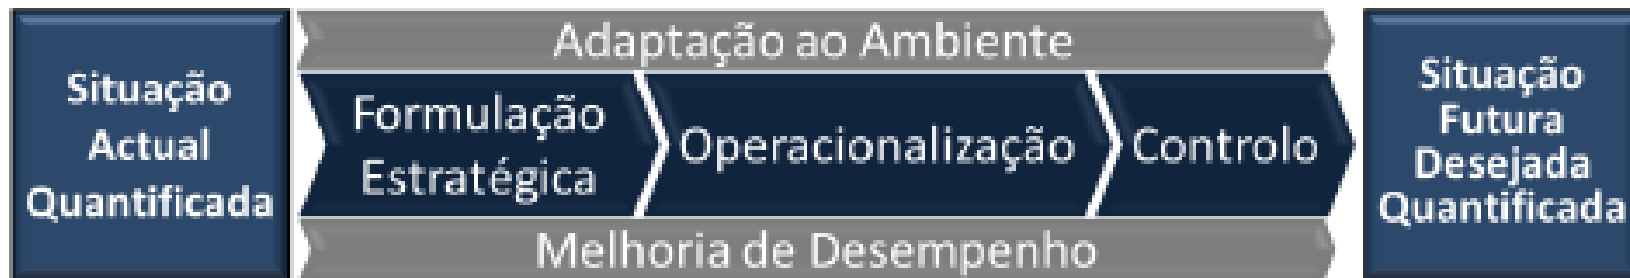 Situação
Actual
Quantificada
Adaptação ao Ambiente
Formulação
Estratégica
Operacionalização
Controlo
Melhoria de Desempenho
Situação
Futura
Desejada
Quantificada